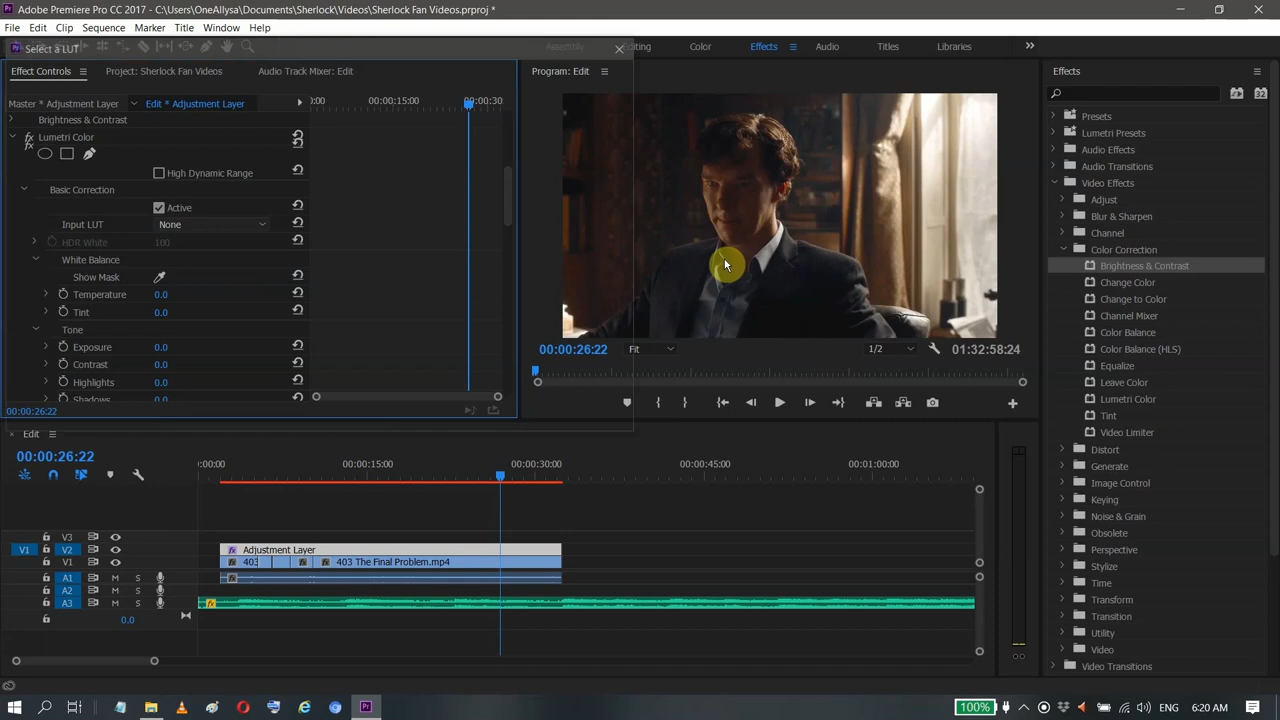 Adobe Premiere Pro CC 2017 - C:\Users\OneAllysa\Documents\Sherlock\Videos\Sherlock Fan Videos.prproj *
File Edit Clip Sequence Marker Title Window Help
Select a LUT
Assembly Editing Color Effects Audio Titles Libraries
Effect Controls Project: Sherlock Fan Videos Audio Track Mixer: Edit
Program: Edit
Effects
Master * Adjustment Layer Edit * Adjustment Layer
:00 00:00:15:00 00:00:30
Brightness & Contrast
fx Lumetri Color
High Dynamic Range
Basic Correction
Active
Input LUT None
HDR White 100
White Balance
Show Mask
Temperature 0.0
Tint 0.0
Tone
Exposure 0.0
Contrast 0.0
Highlights 0.0
Shadows 0.0
00:00:26:22
00:00:26:22 Fit 1/2 01:32:58:24
Presets
Lumetri Presets
Audio Effects
Audio Transitions
Video Effects
Adjust
Blur & Sharpen
Channel
Color Correction
Brightness & Contrast
Change Color
Change to Color
Channel Mixer
Color Balance
Color Balance (HLS)
Equalize
Leave Color
Lumetri Color
Tint
Video Limiter
Distort
Generate
Image Control
Keying
Noise & Grain
Obsolete
Perspective
Stylize
Time
Transform
Transition
Utility
Video
Video Transitions
Edit
00:00:26:22
:00:00 00:00:15:00 00:00:30:00 00:00:45:00 00:01:00:00
V3
V1 V2 fx Adjustment Layer
V1 fx 403 fx fx 403 The Final Problem.mp4
A1 M S fx
A2 M S
A3 M S fx
0.0
100% ENG 6:20 AM